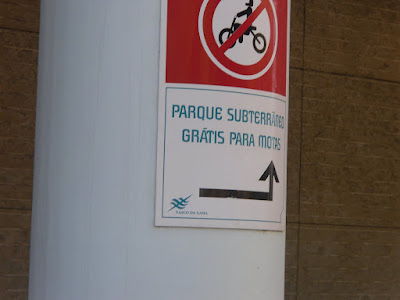 PARQUE SUBTERRÂNEO
GRÁTIS PARA MOTAS